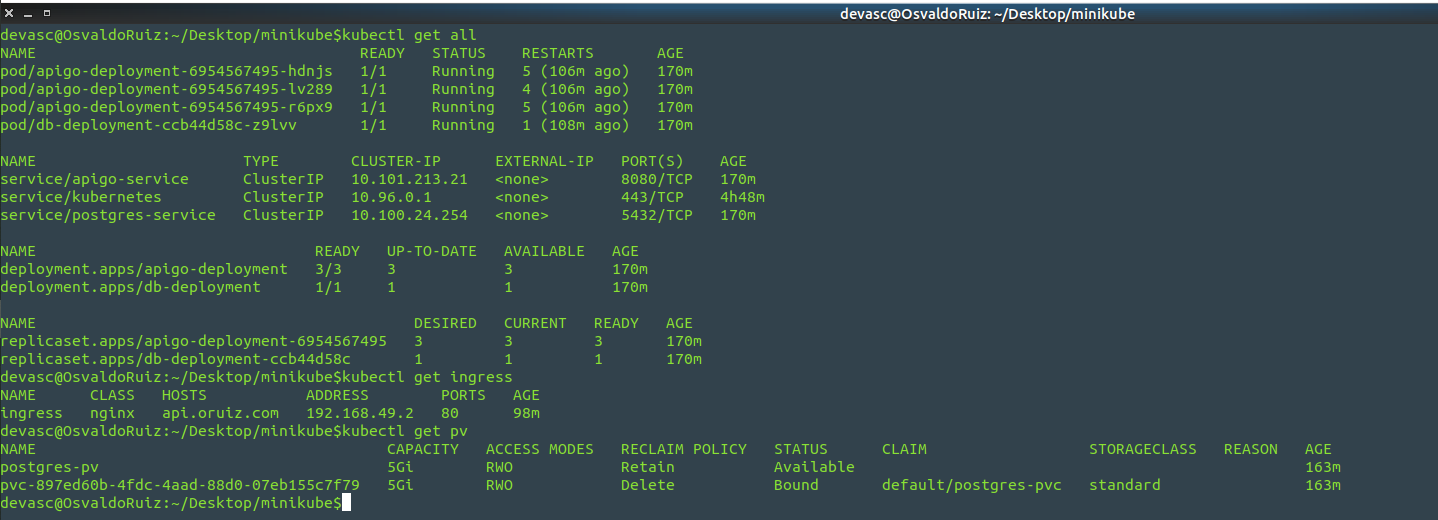 devasc@OsvaldoRuiz: ~/Desktop/minikube
devasc@OsvaldoRuiz:~/Desktop/minikube$kubectl get all
NAME READY STATUS RESTARTS AGE
pod/apigo-deployment-6954567495-hdnjs 1/1 Running 5 (106m ago) 170m
pod/apigo-deployment-6954567495-lv289 1/1 Running 4 (106m ago) 170m
pod/apigo-deployment-6954567495-r6px9 1/1 Running 5 (106m ago) 170m
pod/db-deployment-ccb44d58c-z9lvv 1/1 Running 1 (108m ago) 170m
NAME TYPE CLUSTER-IP EXTERNAL-IP PORT(S) AGE
service/apigo-service ClusterIP 10.101.213.21 <none> 8080/TCP 170m
service/kubernetes ClusterIP 10.96.0.1 <none> 443/TCP 4h48m
service/postgres-service ClusterIP 10.100.24.254 <none> 5432/TCP 170m
NAME READY UP-TO-DATE AVAILABLE AGE
deployment.apps/apigo-deployment 3/3 3 3 170m
deployment.apps/db-deployment 1/1 1 1 170m
NAME DESIRED CURRENT READY AGE
replicaset.apps/apigo-deployment-6954567495 3 3 3 170m
replicaset.apps/db-deployment-ccb44d58c 1 1 1 170m
devasc@OsvaldoRuiz:~/Desktop/minikube$kubectl get ingress
NAME CLASS HOSTS ADDRESS PORTS AGE
ingress nginx api.oruiz.com 192.168.49.2 80 98m
devasc@OsvaldoRuiz:~/Desktop/minikube$kubectl get pv
NAME CAPACITY ACCESS MODES RECLAIM POLICY STATUS CLAIM STORAGECLASS REASON AGE
postgres-pv 5Gi RWO Retain Available 163m
pvc-897ed60b-4fdc-4aad-88d0-07eb155c7f79 5Gi RWO Delete Bound default/postgres-pvc standard 163m
devasc@OsvaldoRuiz:~/Desktop/minikube$